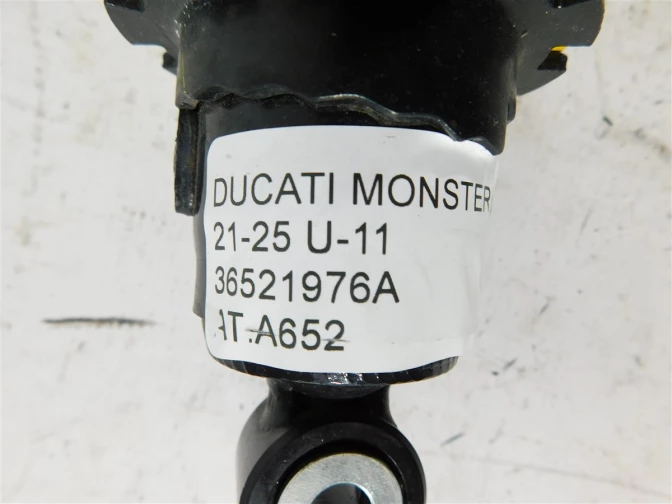 DUCATI MONSTER
21-25 U-11
36521976A
AT.A652